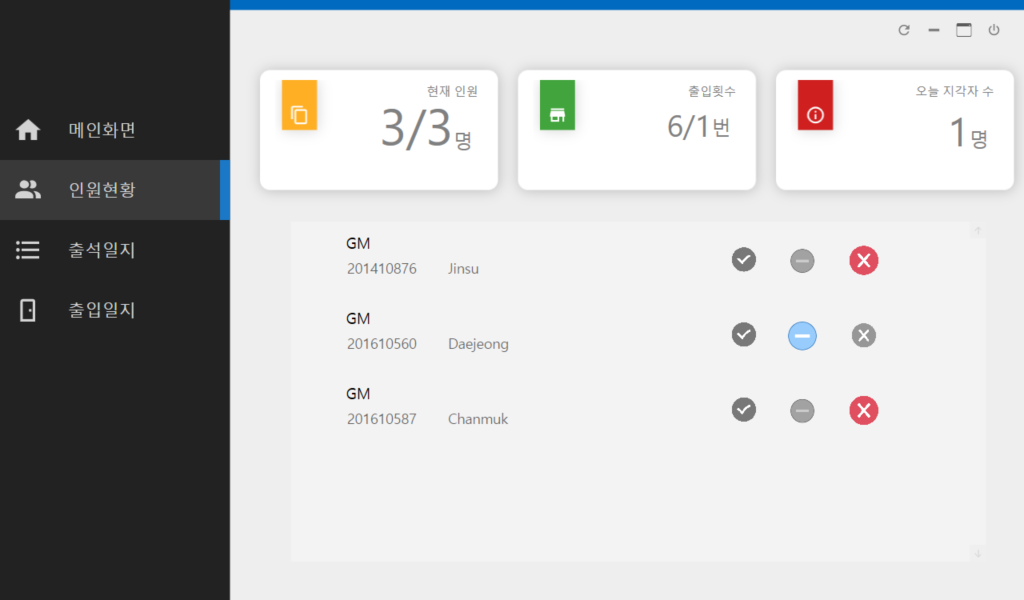 메인화면
인원현황
출석일지
출입일지
현재 인원
3/3명
출입횟수
6/1번
오늘 지각자 수
1명
GM
201410876 Jinsu
GM
201610560 Daejeong
GM
201610587 Chanmuk